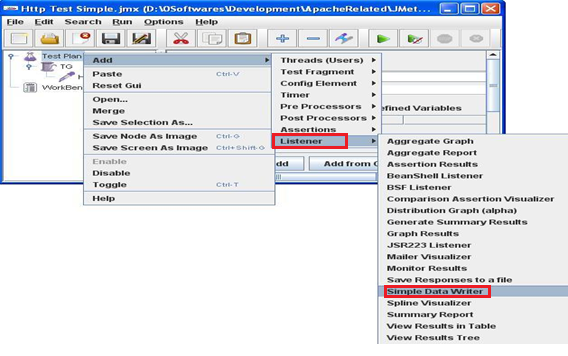 Http Test Simple.jmx (D:\OSoftwares\Development\ApacheRelated\JMet...
File Edit Search Run Options Help
Test Plan
TG
H
WorkBen
Add
Paste Ctrl-V
Reset Gui
Open...
Merge
Save Selection As...
Save Node As Image Ctrl-G
Save Screen As Image Ctrl+Shift-G
Enable
Disable
Toggle Ctrl-T
Help
Threads (Users)
Test Fragment
Config Element
Timer
Pre Processors
Post Processors
Assertions
Listener
efined Variables
dd
Add from C
Aggregate Graph
Aggregate Report
Assertion Results
BeanShell Listener
BSF Listener
Comparison Assertion Visualizer
Distribution Graph (alpha)
Generate Summary Results
Graph Results
JSR223 Listener
Mailer Visualizer
Monitor Results
Save Responses to a file
Simple Data Writer
Spline Visualizer
Summary Report
View Results in Table
View Results Tree